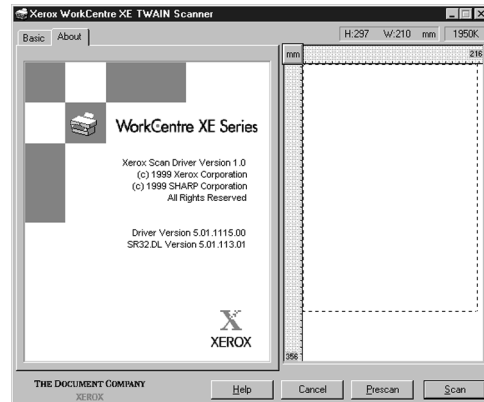 Xerox WorkCentre XE TWAIN Scanner
Basic About
H:297 W:210 mm 1950K
mm
216
WorkCentre XE Series
Xerox Scan Driver Version 1.0
(c) 1999 Xerox Corporation
(c) 1999 SHARP Corporation
All Rights Reserved
Driver Version 5.01.1115.00
SR32.DL Version 5.01.113.01
X
XEROX
356
THE DOCUMENT COMPANY
XEROX
Help Cancel Prescan Scan